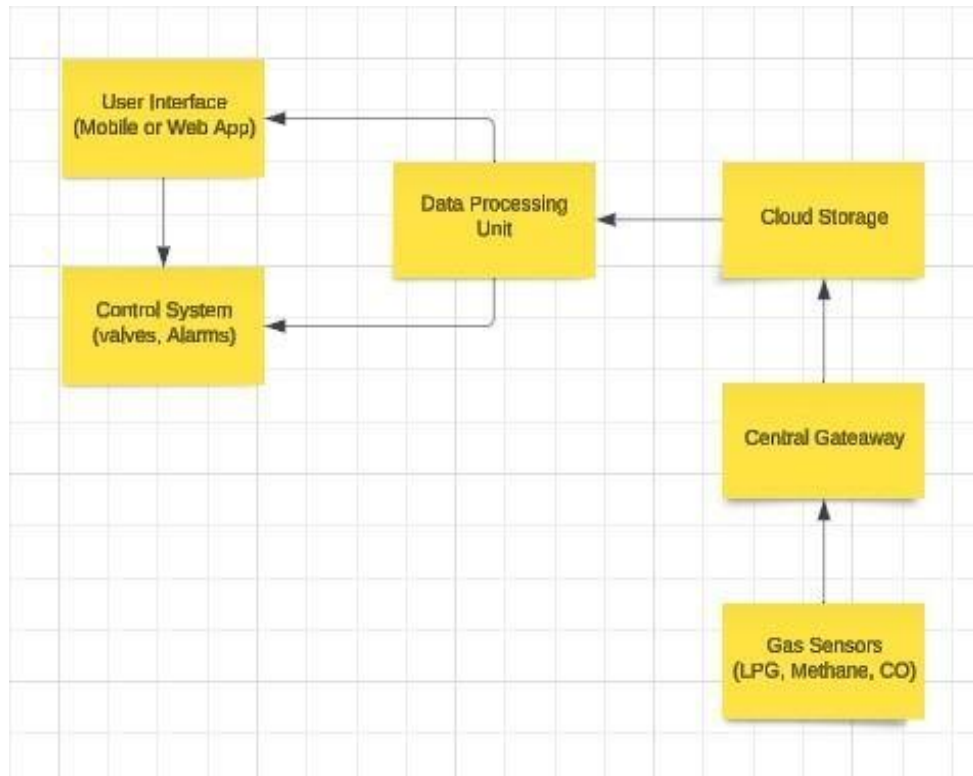 User Interface
(Mobile or Web App)
Data Processing
Unit
Cloud Storage
Control System
(valves, Alarms)
Central Gateaway
Gas Sensors
(LPG, Methane, CO)